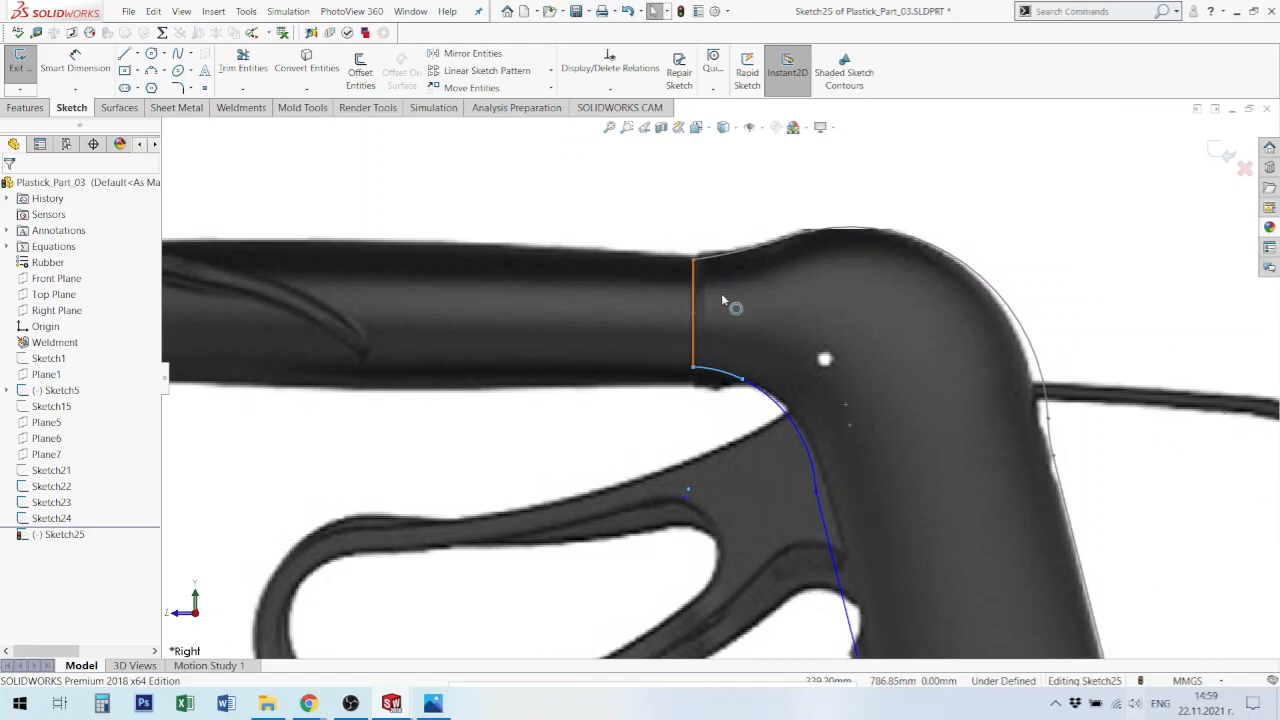 SOLIDWORKS File Edit View Insert Tools Simulation PhotoView 360 Window Help Sketch25 of Plastick_Part_03.SLDPRT * Search Commands
Exit ... Smart Dimension Trim Entities Convert Entities Offset Entities Offset On Surface Mirror Entities Linear Sketch Pattern Move Entities Display/Delete Relations Repair Sketch Qui... Rapid Sketch Instant2D Shaded Sketch Contours
Features Sketch Surfaces Sheet Metal Weldments Mold Tools Render Tools Simulation Analysis Preparation SOLIDWORKS CAM
Plastick_Part_03 (Default<As Ma
History
Sensors
Annotations
Equations
Rubber
Front Plane
Top Plane
Right Plane
Origin
Weldment
Sketch1
Plane1
(-) Sketch5
Sketch15
Plane5
Plane6
Plane7
Sketch21
Sketch22
Sketch23
Sketch24
(-) Sketch25
Y
Z
*Right
Model 3D Views Motion Study 1
SOLIDWORKS Premium 2018 x64 Edition 339.20mm 786.85mm 0.00mm Under Defined Editing Sketch25 MMGS
ENG 14:59
22.11.2021 г.